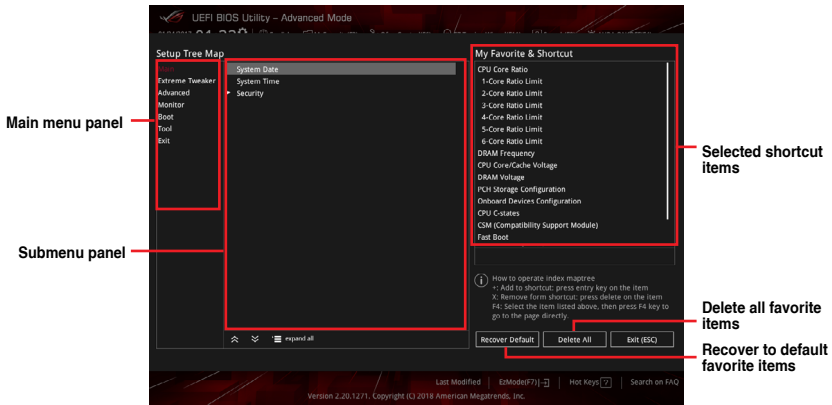 UEFI BIOS Utility – Advanced Mode
Setup Tree Map
My Favorite & Shortcut
Main
Extreme Tweaker
Advanced
Monitor
Boot
Tool
Exit
System Date
System Time
Security
CPU Core Ratio
1-Core Ratio Limit
2-Core Ratio Limit
3-Core Ratio Limit
4-Core Ratio Limit
5-Core Ratio Limit
6-Core Ratio Limit
DRAM Frequency
CPU Core/Cache Voltage
DRAM Voltage
PCH Storage Configuration
Onboard Devices Configuration
CPU C-states
CSM (Compatibility Support Module)
Fast Boot
Main menu panel
Submenu panel
Selected shortcut
items
How to operate index maptree
+: Add to shortcut: press entry key on the item
X: Remove form shortcut: press delete on the item
F4: Select the item listed above, then press F4 key to
go to the page directly.
Delete all favorite
items
Recover to default
favorite items
expand all
Recover Default
Delete All
Exit (ESC)
Last Modified
EzMode(F7)
Hot Keys ?
Search on FAQ
Version 2.20.1271. Copyright (C) 2018 American Megatrends, Inc.